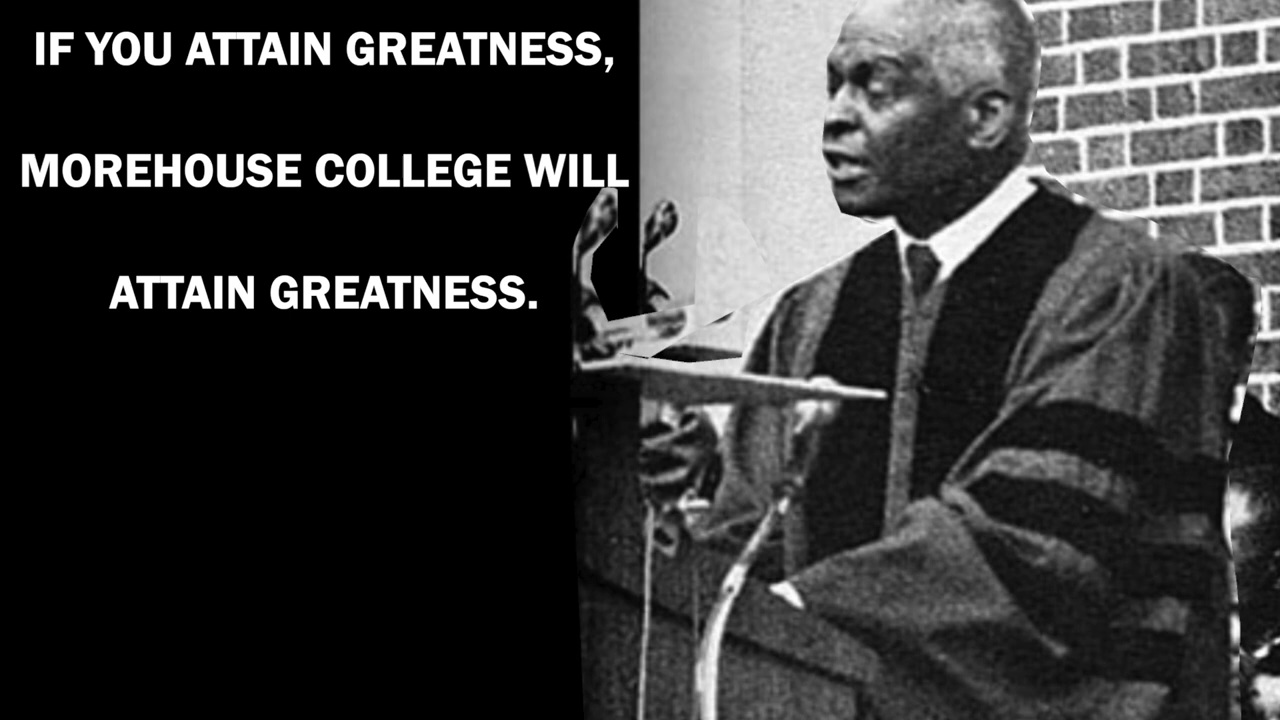 IF YOU ATTAIN GREATNESS,
MOREHOUSE COLLEGE WILL
ATTAIN GREATNESS.